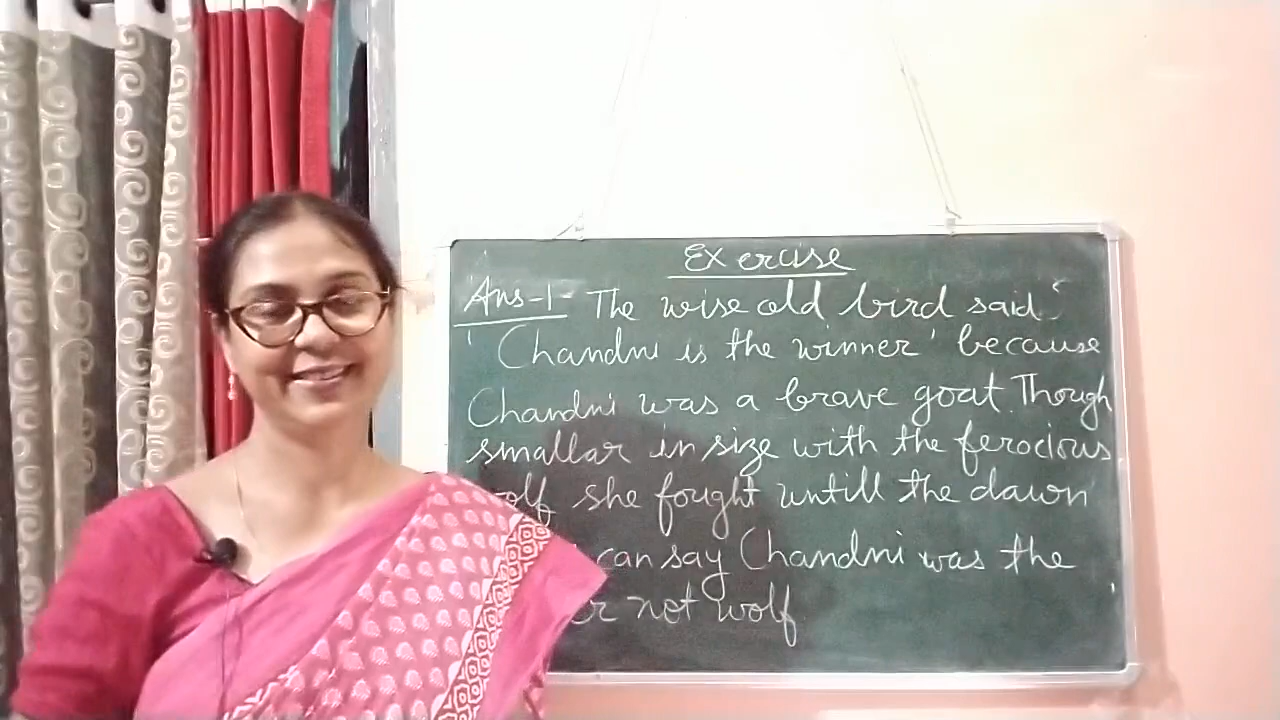 Exercise
Ans-1- The wise old bird said
'Chandni is the winner' because
Chandni was a brave goat. Though
smallar in size with the ferocious
she fought untill the dawn
can say Chandni was the
not wolf